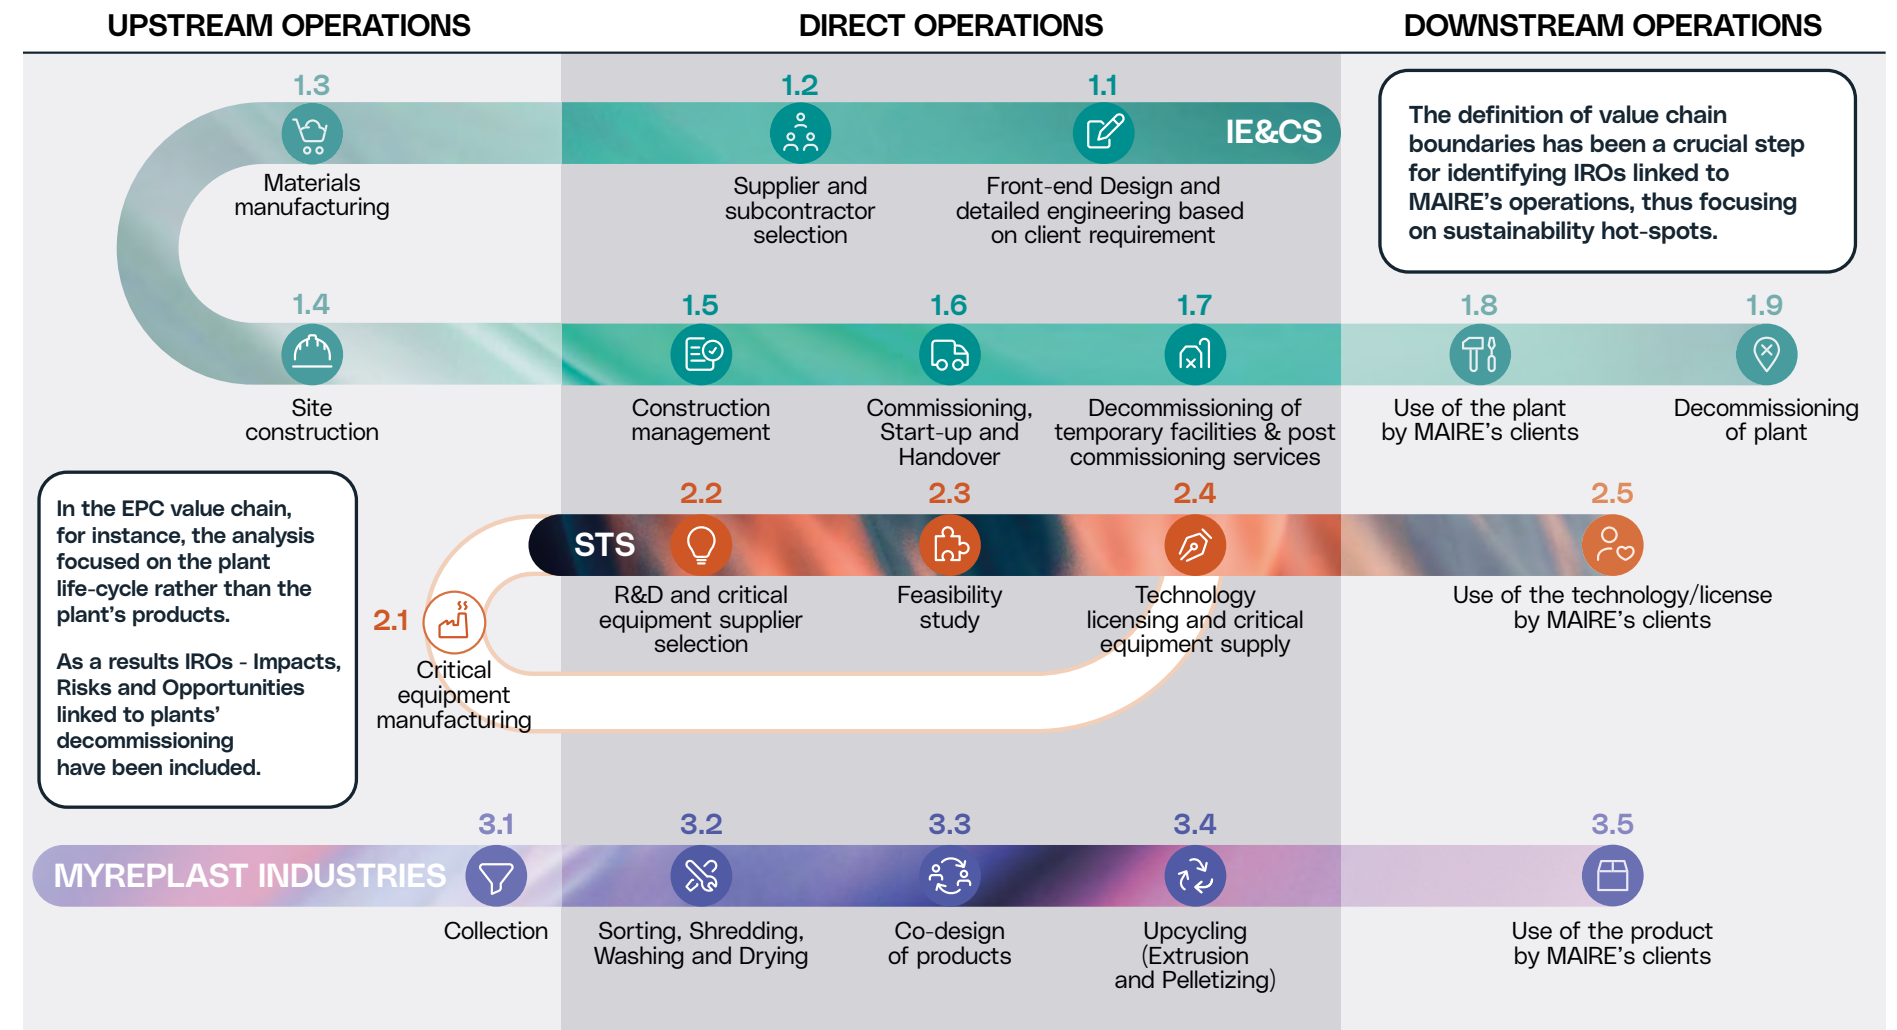 UPSTREAM OPERATIONS
DIRECT OPERATIONS
DOWNSTREAM OPERATIONS
1.3
Materials
manufacturing
1.2
Supplier and
subcontractor
selection
1.1
Front-end Design and
detailed engineering based
on client requirement
IE&CS
The definition of value chain
boundaries has been a crucial step
for identifying IROs linked to
MAIRE's operations, thus focusing
on sustainability hot-spots.
1.4
Site
construction
1.5
Construction
management
1.6
Commissioning,
Start-up and
Handover
1.7
Decommissioning of
temporary facilities & post
commissioning services
1.8
Use of the plant
by MAIRE's clients
1.9
Decommissioning
of plant
In the EPC value chain,
for instance, the analysis
focused on the plant
life-cycle rather than the
plant's products.
As a results IROs - Impacts,
Risks and Opportunities
linked to plants'
decommissioning
have been included.
2.1
Critical
equipment
manufacturing
STS
2.2
R&D and critical
equipment supplier
selection
2.3
Feasibility
study
2.4
Technology
licensing and critical
equipment supply
2.5
Use of the technology/license
by MAIRE's clients
MYREPLAST INDUSTRIES
3.1
Collection
3.2
Sorting, Shredding,
Washing and Drying
3.3
Co-design
of products
3.4
Upcycling
(Extrusion
and Pelletizing)
3.5
Use of the product
by MAIRE's clients